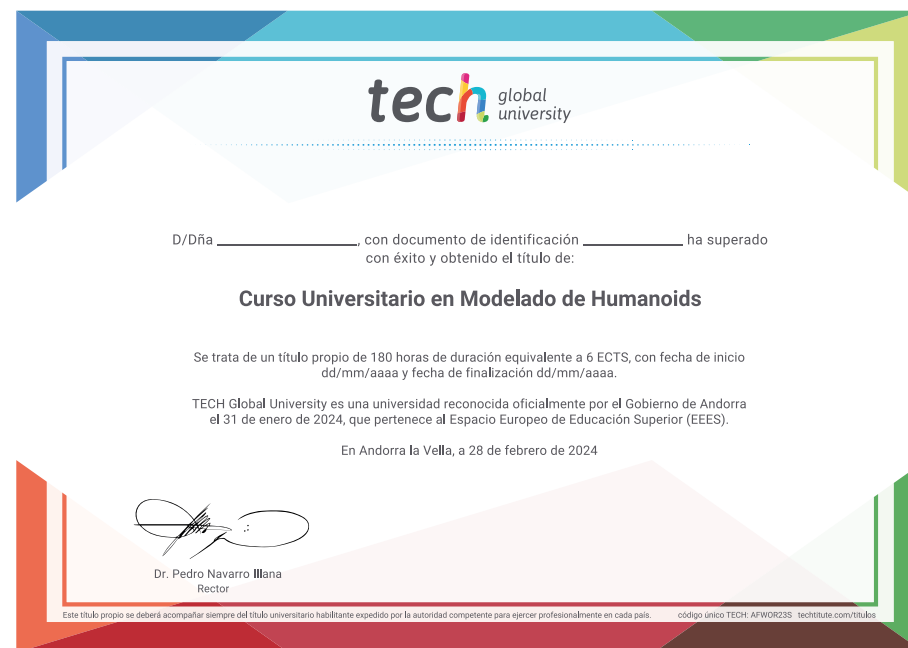 tech global university
D/Dña ____________________, con documento de identificación ______________ ha superado
con éxito y obtenido el título de:
Curso Universitario en Modelado de Humanoids
Se trata de un título propio de 180 horas de duración equivalente a 6 ECTS, con fecha de inicio
dd/mm/aaaa y fecha de finalización dd/mm/aaaa.
TECH Global University es una universidad reconocida oficialmente por el Gobierno de Andorra
el 31 de enero de 2024, que pertenece al Espacio Europeo de Educación Superior (EEES).
En Andorra la Vella, a 28 de febrero de 2024
Dr. Pedro Navarro Illana
Rector
Este título propio se deberá acompañar siempre del título universitario habilitante expedido por la autoridad competente para ejercer profesionalmente en cada país. código único TECH: AFWOR23S techtitute.com/titulos